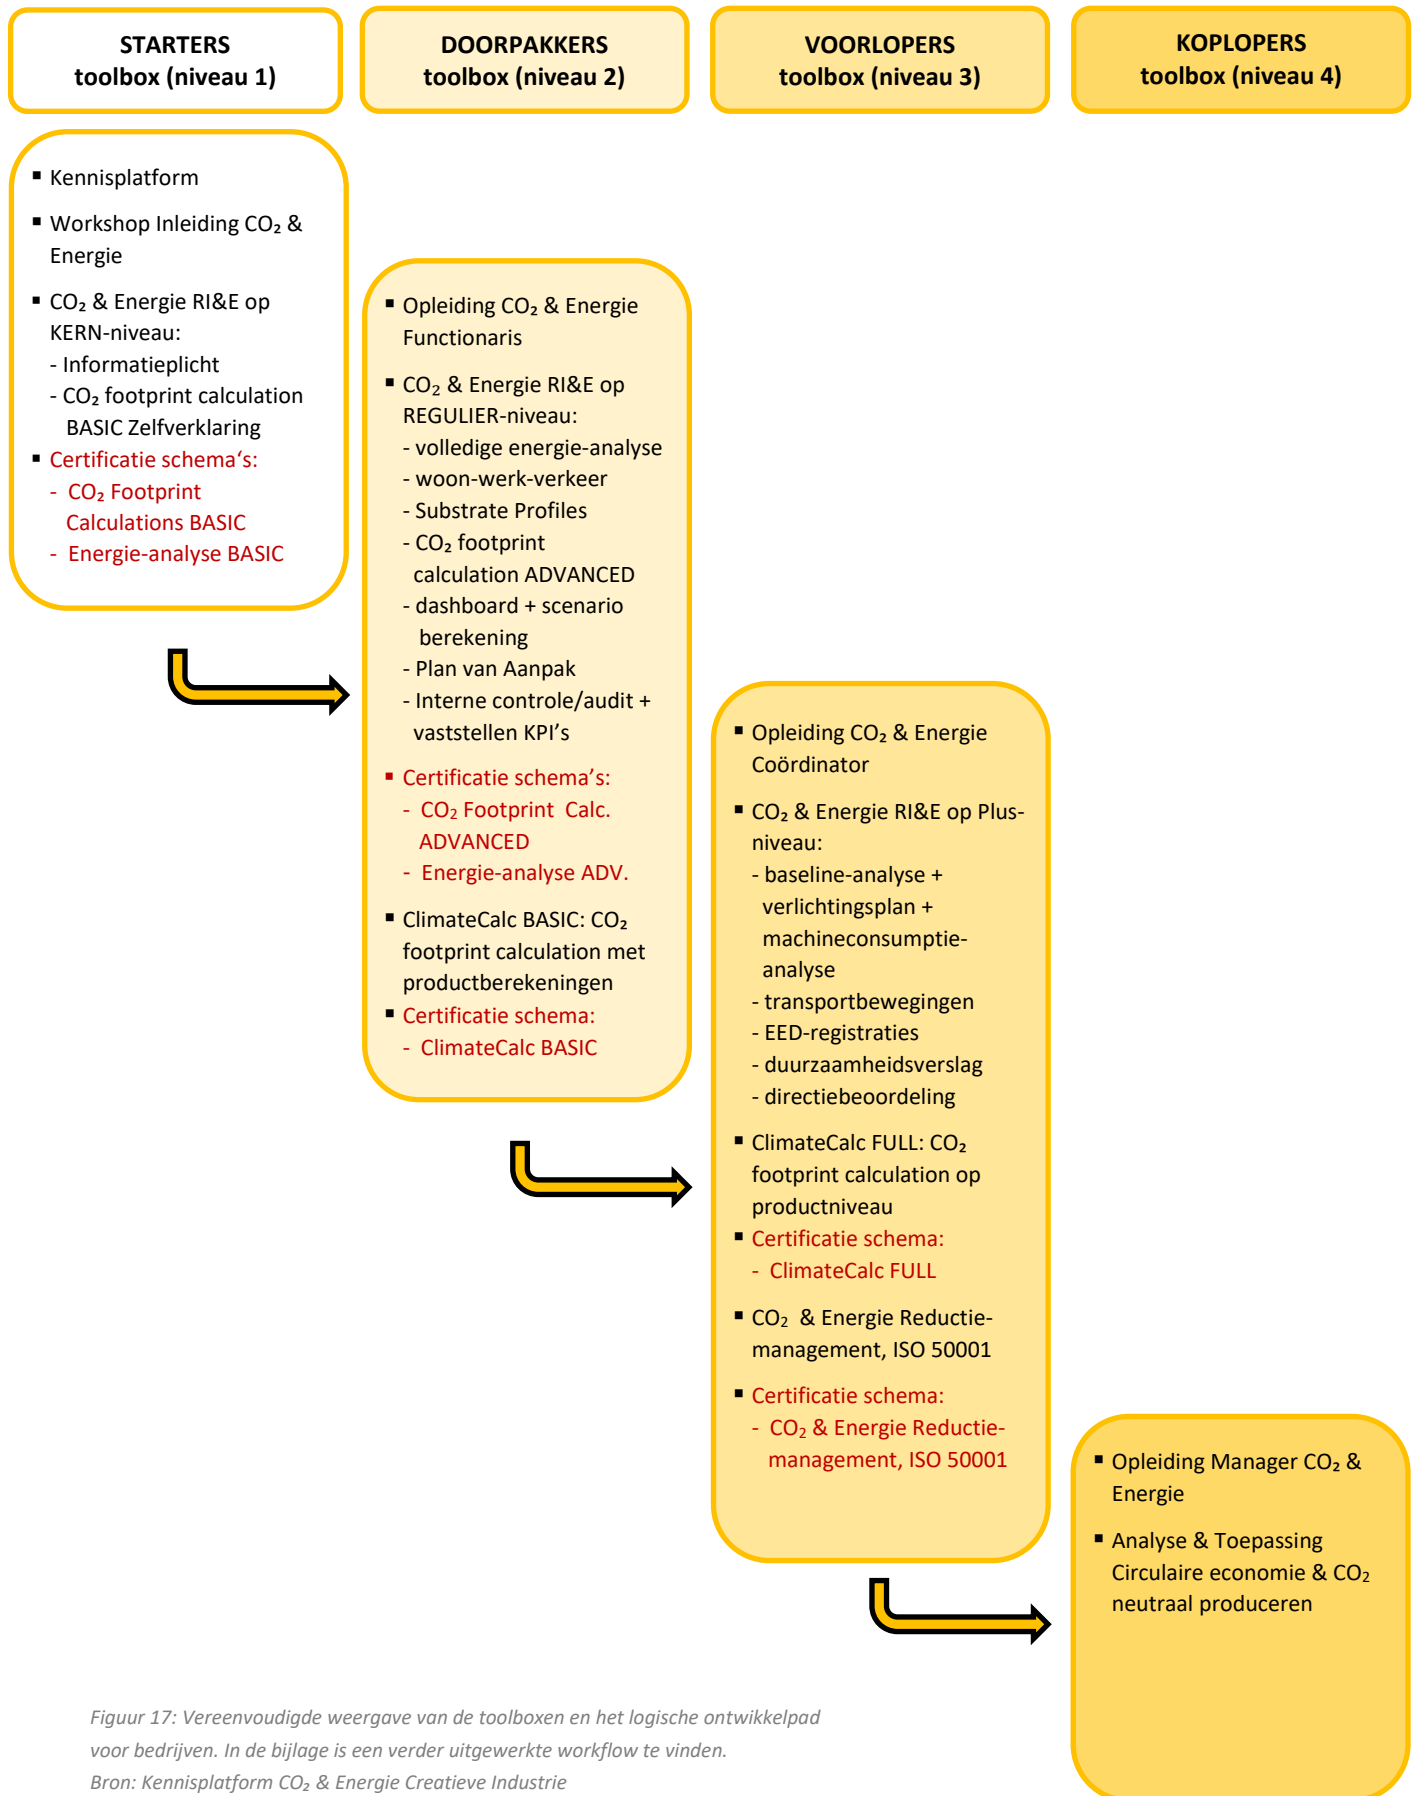 STARTERS
toolbox (niveau 1)
DOORPAKKERS
toolbox (niveau 2)
VOORLOPERS
toolbox (niveau 3)
KOPLOPERS
toolbox (niveau 4)
▪ Kennisplatform
▪ Workshop Inleiding CO₂ &
Energie
▪ CO₂ & Energie RI&E op
KERN-niveau:
- Informatieplicht
- CO₂ footprint calculation
BASIC Zelfverklaring
▪ Certificatie schema‘s:
- CO₂ Footprint
Calculations BASIC
- Energie-analyse BASIC
▪ Opleiding CO₂ & Energie
Functionaris
▪ CO₂ & Energie RI&E op
REGULIER-niveau:
- volledige energie-analyse
- woon-werk-verkeer
- Substrate Profiles
- CO₂ footprint
calculation ADVANCED
- dashboard + scenario
berekening
- Plan van Aanpak
- Interne controle/audit +
vaststellen KPI’s
▪ Certificatie schema’s:
- CO₂ Footprint Calc.
ADVANCED
- Energie-analyse ADV.
▪ ClimateCalc BASIC: CO₂
footprint calculation met
productberekeningen
▪ Certificatie schema:
- ClimateCalc BASIC
▪ Opleiding CO₂ & Energie
Coördinator
▪ CO₂ & Energie RI&E op Plus-
niveau:
- baseline-analyse +
verlichtingsplan +
machineconsumptie-
analyse
- transportbewegingen
- EED-registraties
- duurzaamheidsverslag
- directiebeoordeling
▪ ClimateCalc FULL: CO₂
footprint calculation op
productniveau
▪ Certificatie schema:
- ClimateCalc FULL
▪ CO₂ & Energie Reductie-
management, ISO 50001
▪ Certificatie schema:
- CO₂ & Energie Reductie-
management, ISO 50001
▪ Opleiding Manager CO₂ &
Energie
▪ Analyse & Toepassing
Circulaire economie & CO₂
neutraal produceren
Figuur 17: Vereenvoudigde weergave van de toolboxen en het logische ontwikkelpad
voor bedrijven. In de bijlage is een verder uitgewerkte workflow te vinden.
Bron: Kennisplatform CO₂ & Energie Creatieve Industrie